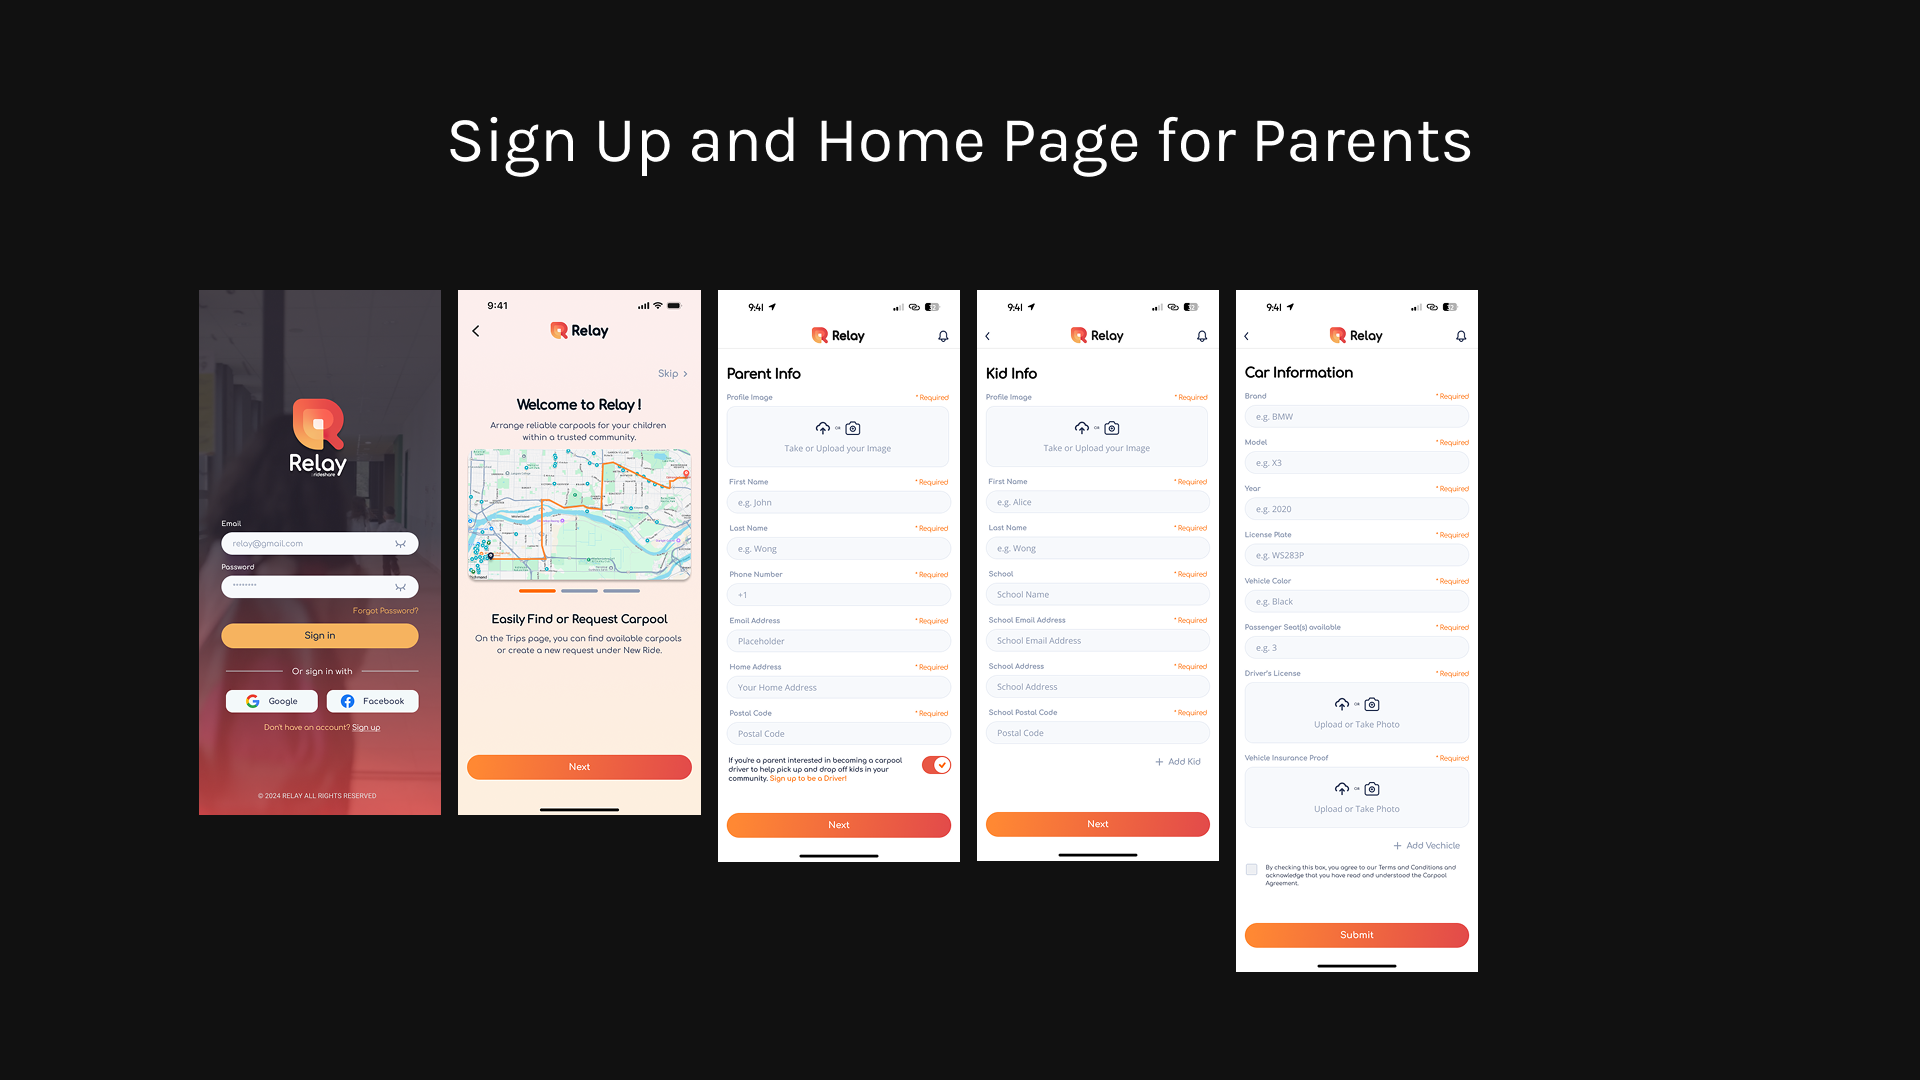 Sign Up and Home Page for Parents
Relay
rideshare
Email
relay@gmail.com
Password
********
Forgot Password?
Sign in
Or sign in with
Google
Facebook
Don't have an account? Sign up
© 2024 RELAY ALL RIGHTS RESERVED
9:41
Relay
Skip
Welcome to Relay !
Arrange reliable carpools for your children
within a trusted community.
Easily Find or Request Carpool
On the Trips page, you can find available carpools
or create a new request under New Ride.
Next
9:41
Relay
Parent Info
Profile Image * Required
OR
Take or Upload your Image
First Name * Required
e.g. John
Last Name * Required
e.g. Wong
Phone Number * Required
+1
Email Address * Required
Placeholder
Home Address * Required
Your Home Address
Postal Code * Required
Postal Code
If you're a parent interested in becoming a carpool
driver to help pick up and drop off kids in your
community. Sign up to be a Driver!
Next
9:41
Relay
Kid Info
Profile Image * Required
OR
Take or Upload your Image
First Name * Required
e.g. Alice
Last Name * Required
e.g. Wong
School * Required
School Name
School Email Address * Required
School Email Address
School Address * Required
School Address
School Postal Code * Required
Postal Code
+ Add Kid
Next
9:41
Relay
Car Information
Brand * Required
e.g. BMW
Model * Required
e.g. X3
Year * Required
e.g. 2020
License Plate * Required
e.g. WS283P
Vehicle Color * Required
e.g. Black
Passenger Seat(s) available * Required
e.g. 3
Driver's License * Required
OR
Upload or Take Photo
Vehicle Insurance Proof * Required
OR
Upload or Take Photo
+ Add Vechicle
By checking this box, you agree to our Terms and Conditions and
acknowledge that you have read and understood the Carpool
Agreement.
Submit